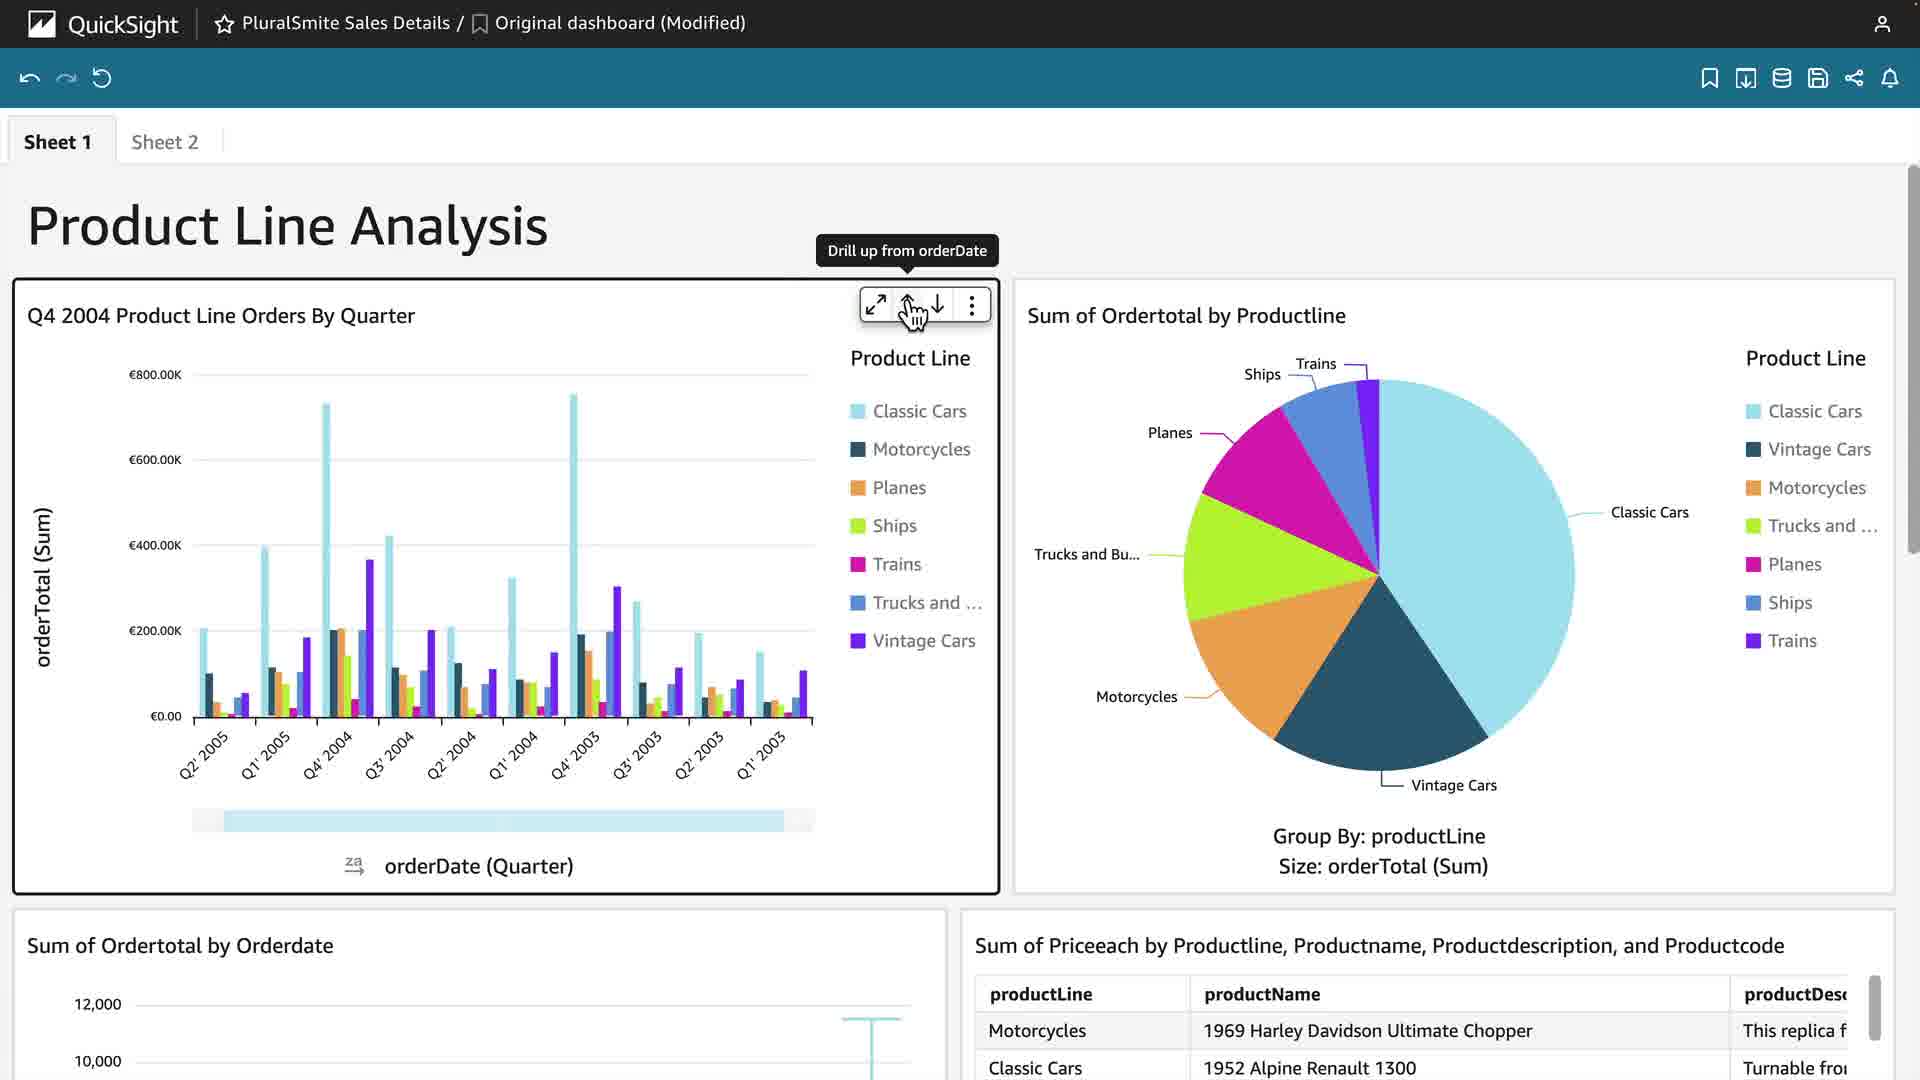 QuickSight
PluralSmite Sales Details / Original dashboard (Modified)
Sheet 1
Sheet 2
Product Line Analysis
Drill up from orderDate
Q4 2004 Product Line Orders By Quarter
orderTotal (Sum)
€800.00K
€600.00K
€400.00K
€200.00K
€0.00
Q2' 2005
Q1' 2005
Q4' 2004
Q3' 2004
Q2' 2004
Q1' 2004
Q4' 2003
Q3' 2003
Q2' 2003
Q1' 2003
za
orderDate (Quarter)
Product Line
Classic Cars
Motorcycles
Planes
Ships
Trains
Trucks and ...
Vintage Cars
Sum of Ordertotal by Productline
Trains
Ships
Planes
Classic Cars
Trucks and Bu...
Motorcycles
Vintage Cars
Group By: productLine
Size: orderTotal (Sum)
Product Line
Classic Cars
Vintage Cars
Motorcycles
Trucks and ...
Planes
Ships
Trains
Sum of Ordertotal by Orderdate
12,000
10,000
Sum of Priceeach by Productline, Productname, Productdescription, and Productcode
productLine productName productDesc
Motorcycles 1969 Harley Davidson Ultimate Chopper This replica f
Classic Cars 1952 Alpine Renault 1300 Turnable fro